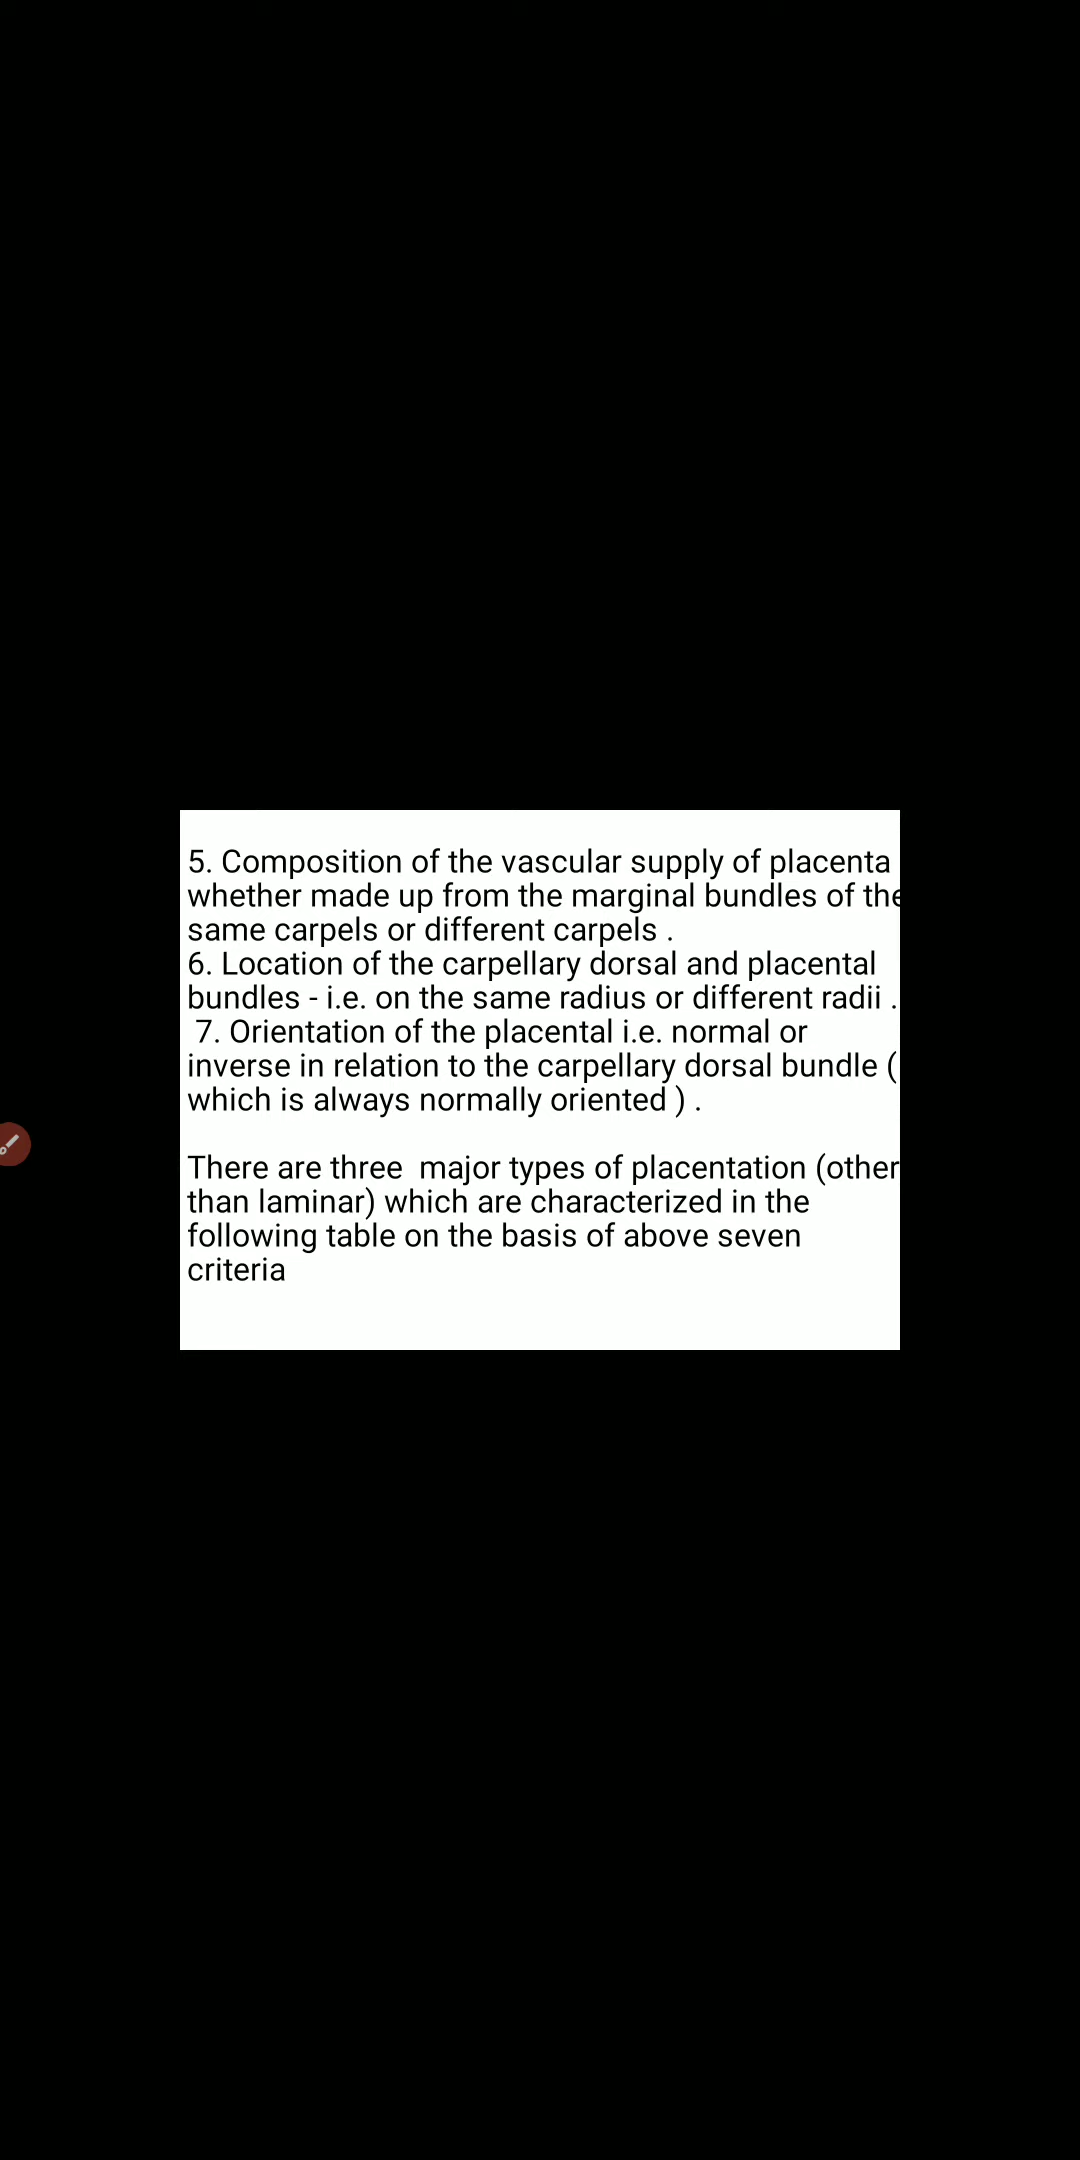 5. Composition of the vascular supply of placenta
whether made up from the marginal bundles of the
same carpels or different carpels .
6. Location of the carpellary dorsal and placental
bundles - i.e. on the same radius or different radii .
7. Orientation of the placental i.e. normal or
inverse in relation to the carpellary dorsal bundle (
which is always normally oriented ) .
There are three  major types of placentation (other
than laminar) which are characterized in the
following table on the basis of above seven
criteria